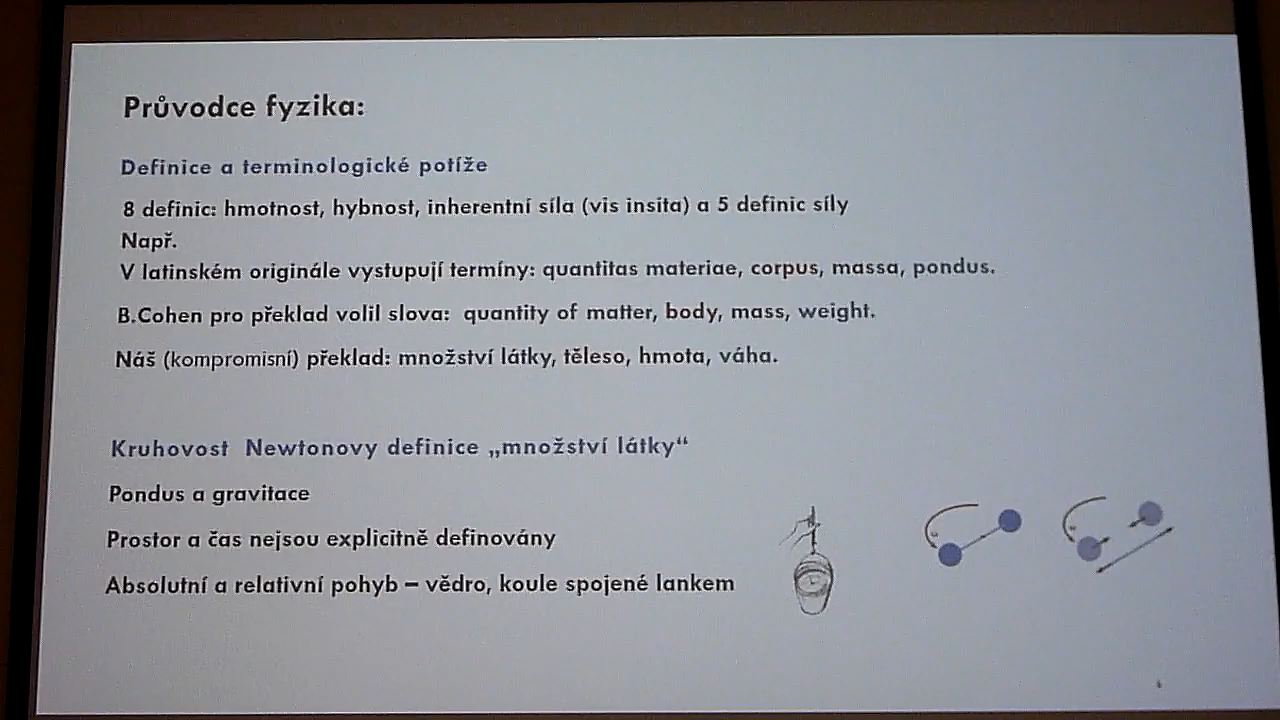 Průvodce fyzika:
Definice a terminologické potíže
8 definic: hmotnost, hybnost, inherentní síla (vis insita) a 5 definic síly
Např.
V latinském originále vystupují termíny: quantitas materiae, corpus, massa, pondus.
B.Cohen pro překlad volil slova: quantity of matter, body, mass, weight.
Náš (kompromisní) překlad: množství látky, těleso, hmota, váha.
Kruhovost Newtonovy definice „množství látky“
Pondus a gravitace
Prostor a čas nejsou explicitně definovány
Absolutní a relativní pohyb – vědro, koule spojené lankem